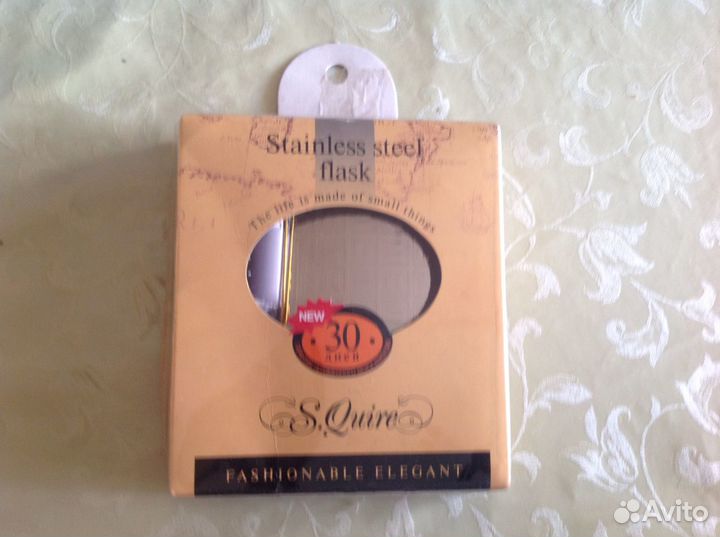 Stainless steel
flask
The life is made of small things
NEW
30
дней
S.Quire
FASHIONABLE ELEGANT
Avito